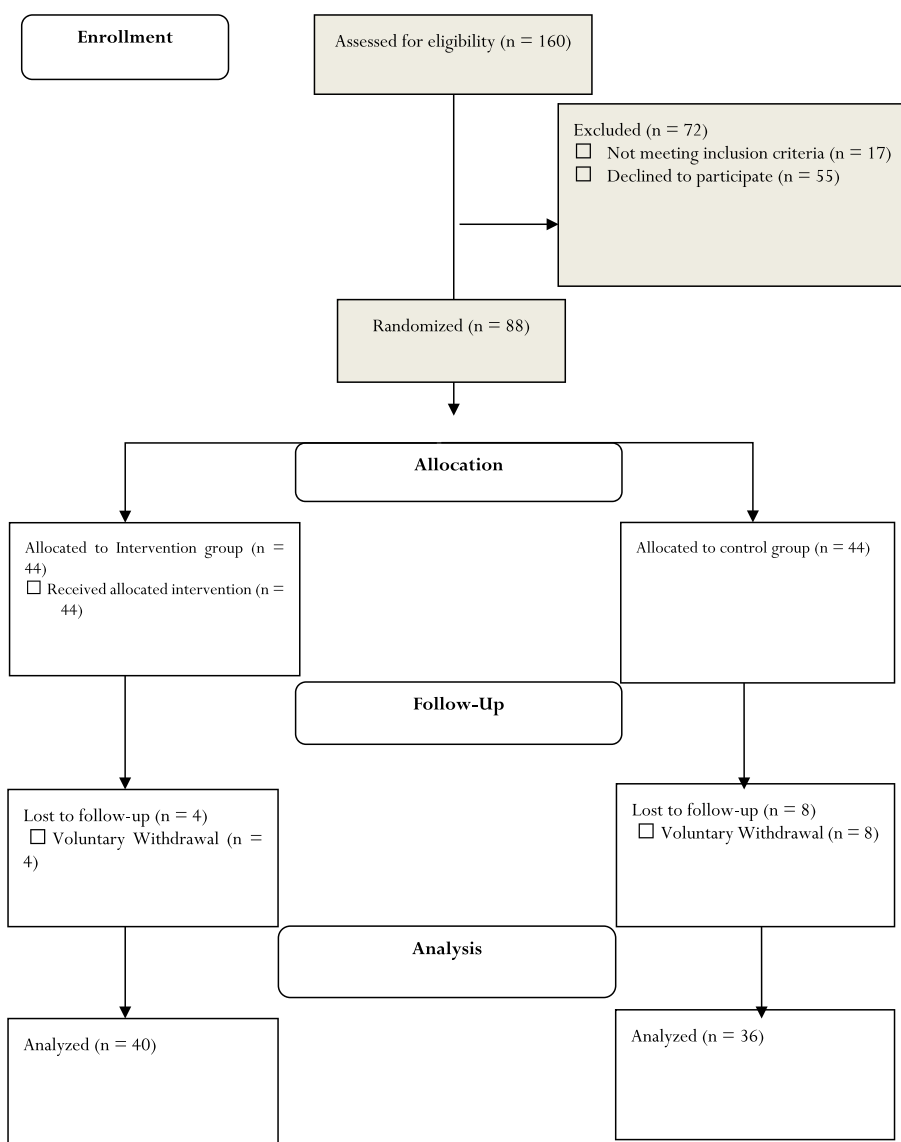 Enrollment
Assessed for eligibility (n = 160)
Excluded (n = 72)
☐ Not meeting inclusion criteria (n = 17)
☐ Declined to participate (n = 55)
Randomized (n = 88)
Allocation
Allocated to Intervention group (n =
44)
☐ Received allocated intervention (n =
44)
Allocated to control group (n = 44)
Follow-Up
Lost to follow-up (n = 4)
☐ Voluntary Withdrawal (n =
4)
Lost to follow-up (n = 8)
☐ Voluntary Withdrawal (n = 8)
Analysis
Analyzed (n = 40)
Analyzed (n = 36)